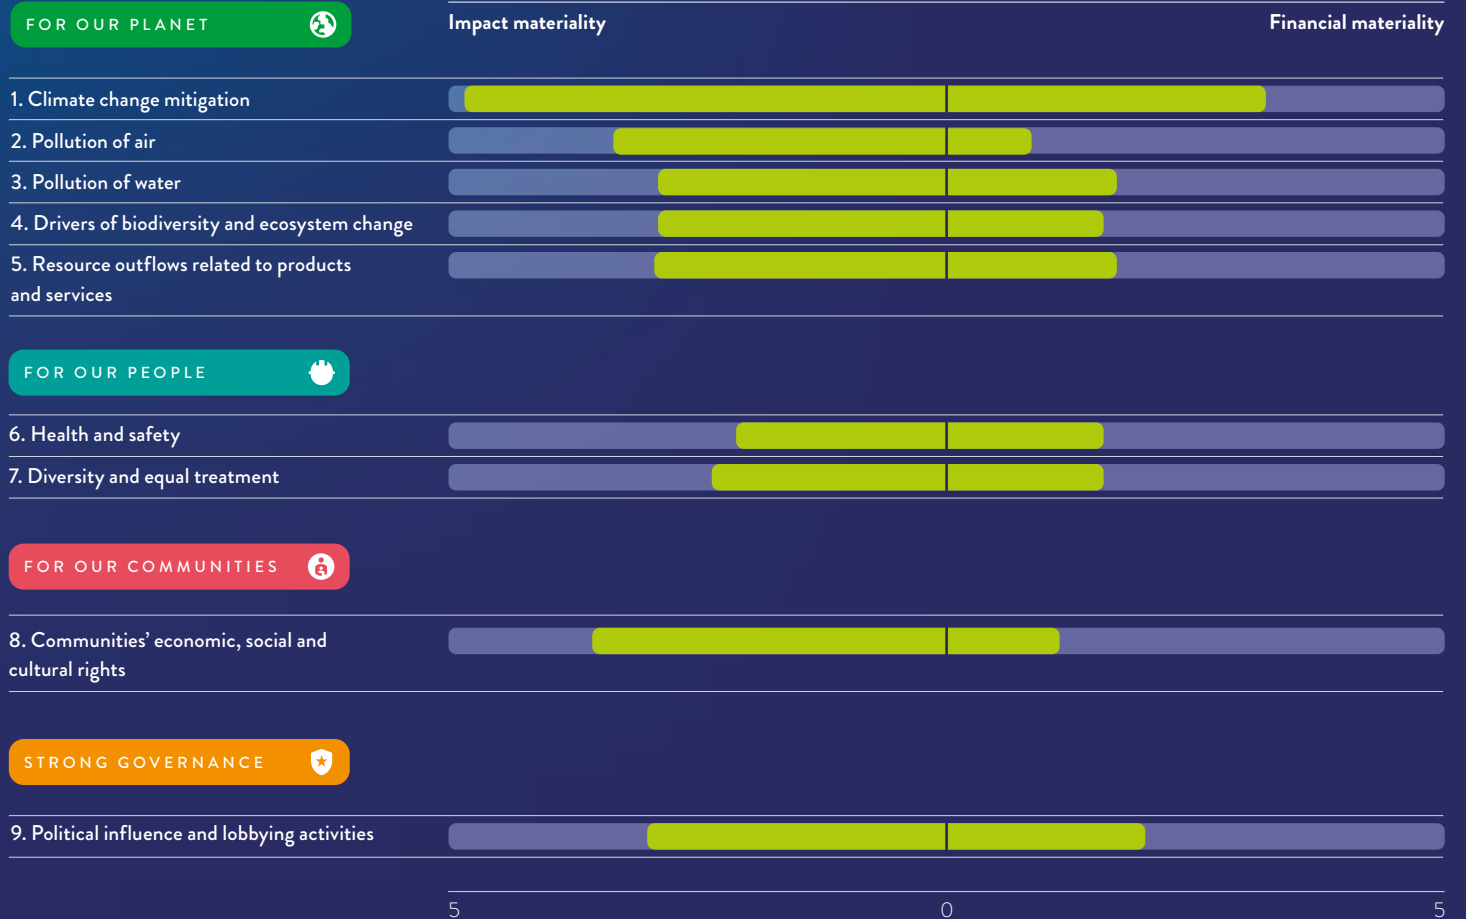 FOR OUR PLANET
Impact materiality
Financial materiality
1. Climate change mitigation
2. Pollution of air
3. Pollution of water
4. Drivers of biodiversity and ecosystem change
5. Resource outflows related to products
and services
FOR OUR PEOPLE
6. Health and safety
7. Diversity and equal treatment
FOR OUR COMMUNITIES
8. Communities’ economic, social and
cultural rights
STRONG GOVERNANCE
9. Political influence and lobbying activities
5 0 5